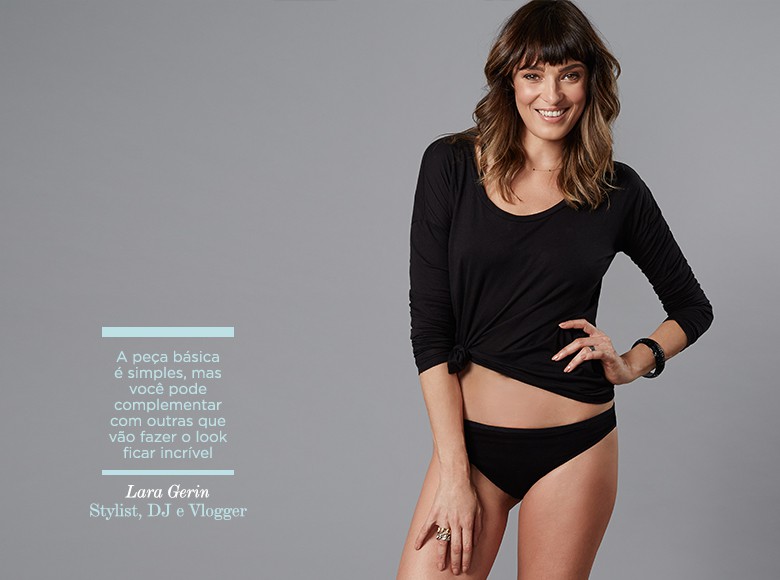 A peça básica
é simples, mas
você pode
complementar
com outras que
vão fazer o look
ficar incrível
Lara Gerin
Stylist, DJ e Vlogger